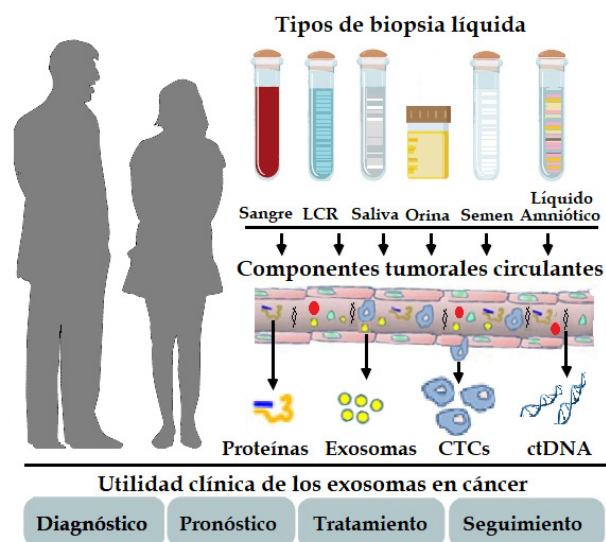 Tipos de biopsia líquida
Sangre LCR Saliva Orina Semen Líquido Amniótico
Componentes tumorales circulantes
Proteínas Exosomas CTCs ctDNA
Utilidad clínica de los exosomas en cáncer
Diagnóstico Pronóstico Tratamiento Seguimiento